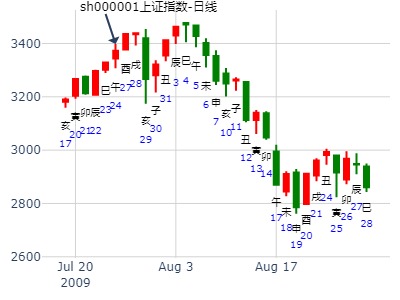 sh000001上证指数-日线
3400
3200
3000
2800
2600
亥
17
寅
20
卯
21
辰
22
巳
23
午
24
酉
27
戌
28
亥
29
子
30
丑
31
辰
3
巳
4
午
5
未
6
申
7
亥
10
子
11
丑
12
寅
13
卯
14
午
17
未
18
申
19
酉
20
戌
21
丑
24
寅
25
卯
26
辰
27
巳
28
Jul 20
2009
Aug 3
Aug 17